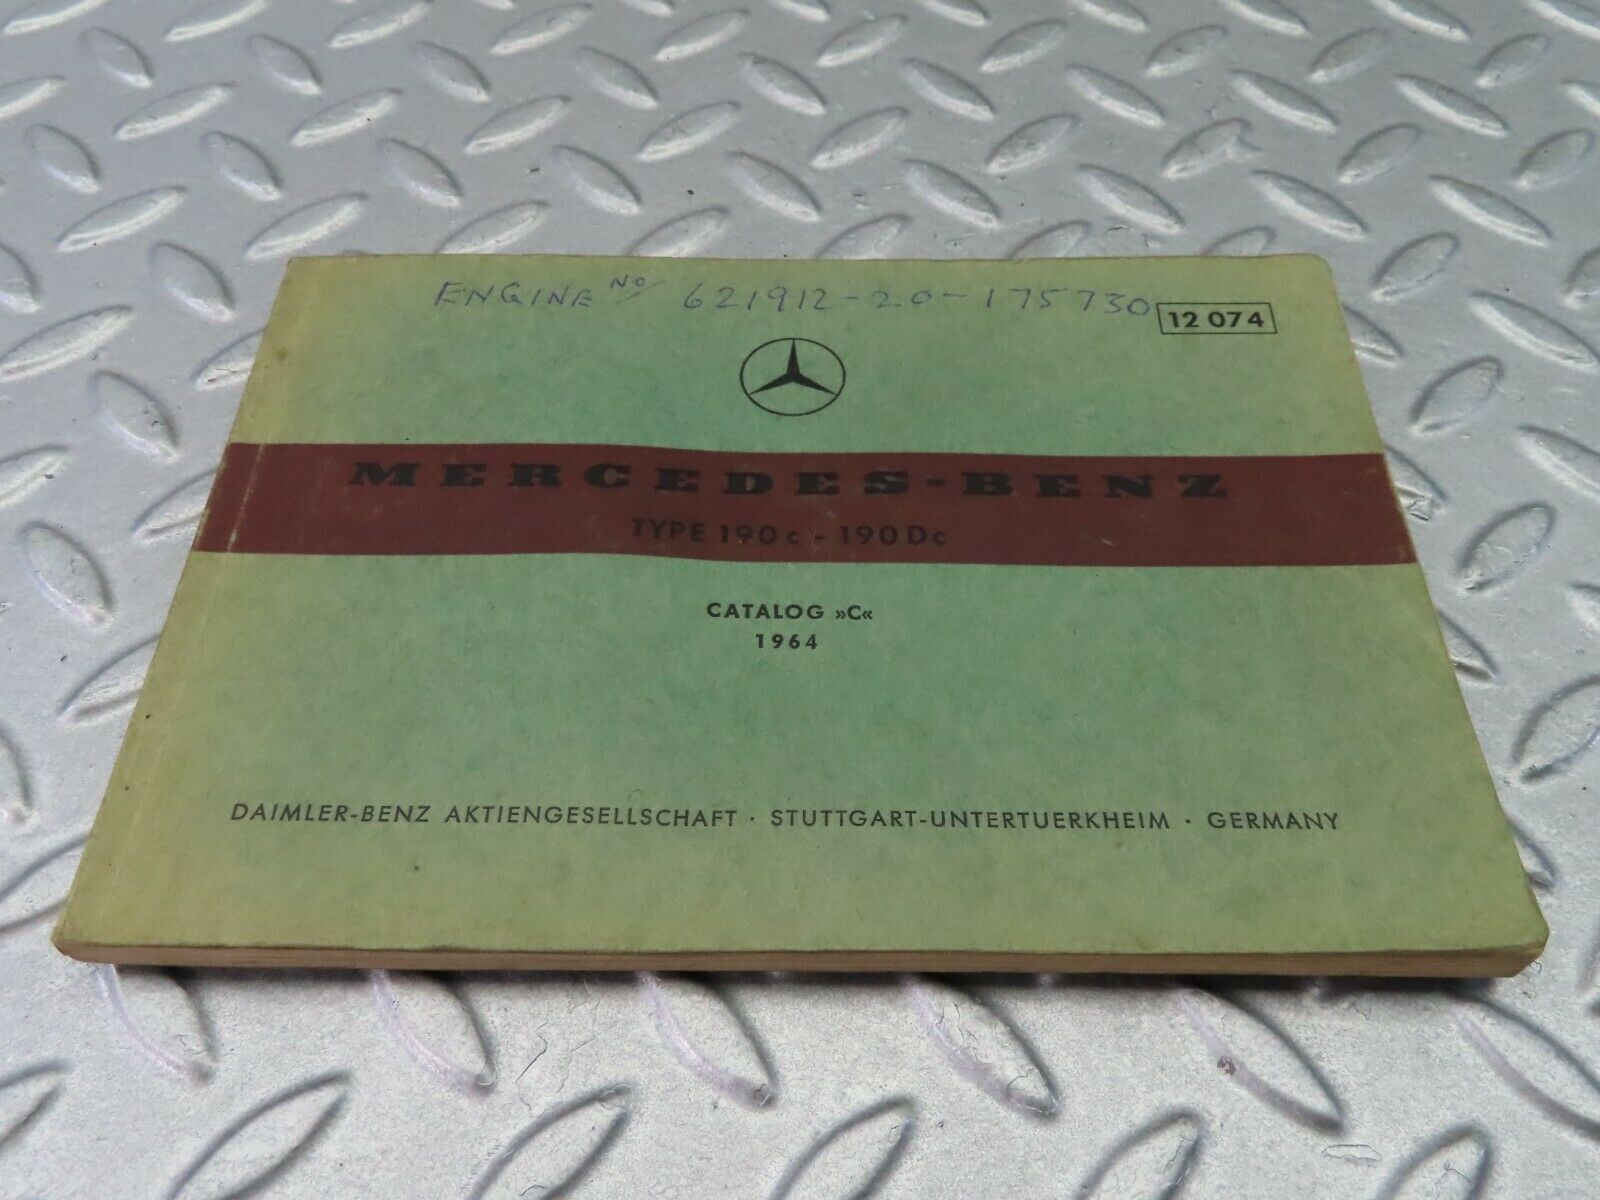 ENGINE No/ 621912-20-175730
12 074
MERCEDES-BENZ
TYPE 190 c - 190 Dc
CATALOG »C«
1964
DAIMLER-BENZ AKTIENGESELLSCHAFT · STUTTGART-UNTERTUERKHEIM · GERMANY